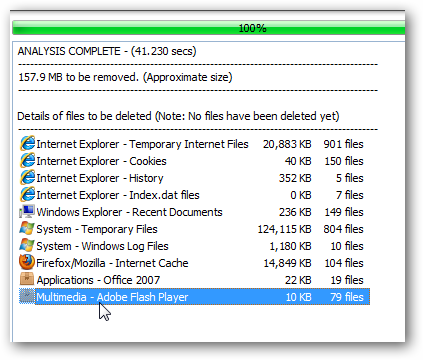 100%
ANALYSIS COMPLETE - (41.230 secs)
157.9 MB to be removed. (Approximate size)
Details of files to be deleted (Note: No files have been deleted yet)
Internet Explorer - Temporary Internet Files 20,883 KB 901 files
Internet Explorer - Cookies 40 KB 150 files
Internet Explorer - History 352 KB 5 files
Internet Explorer - Index.dat files 0 KB 7 files
Windows Explorer - Recent Documents 236 KB 149 files
System - Temporary Files 124,115 KB 804 files
System - Windows Log Files 1,180 KB 10 files
Firefox/Mozilla - Internet Cache 14,849 KB 104 files
Applications - Office 2007 22 KB 19 files
Multimedia - Adobe Flash Player 10 KB 79 files